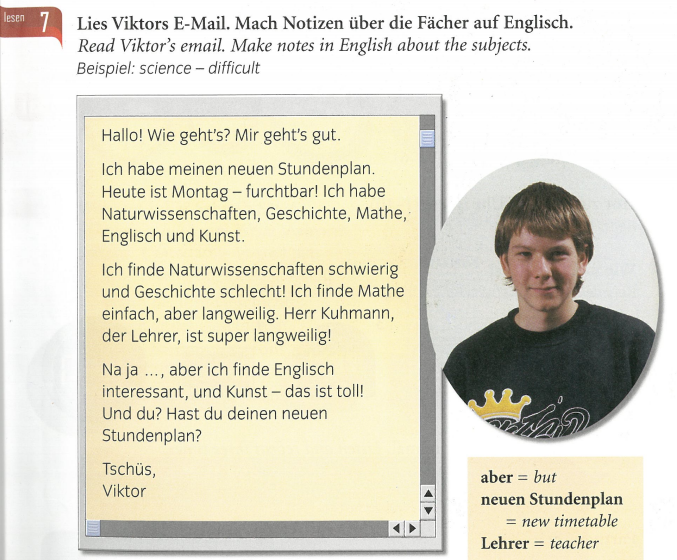 lesen 7
Lies Viktors E-Mail. Mach Notizen über die Fächer auf Englisch.
Read Viktor's email. Make notes in English about the subjects.
Beispiel: science – difficult
Hallo! Wie geht's? Mir geht's gut.
Ich habe meinen neuen Stundenplan.
Heute ist Montag – furchtbar! Ich habe
Naturwissenschaften, Geschichte, Mathe,
Englisch und Kunst.
Ich finde Naturwissenschaften schwierig
und Geschichte schlecht! Ich finde Mathe
einfach, aber langweilig. Herr Kuhmann,
der Lehrer, ist super langweilig!
Na ja ..., aber ich finde Englisch
interessant, und Kunst – das ist toll!
Und du? Hast du deinen neuen
Stundenplan?
Tschüs,
Viktor
aber = but
neuen Stundenplan
= new timetable
Lehrer = teacher